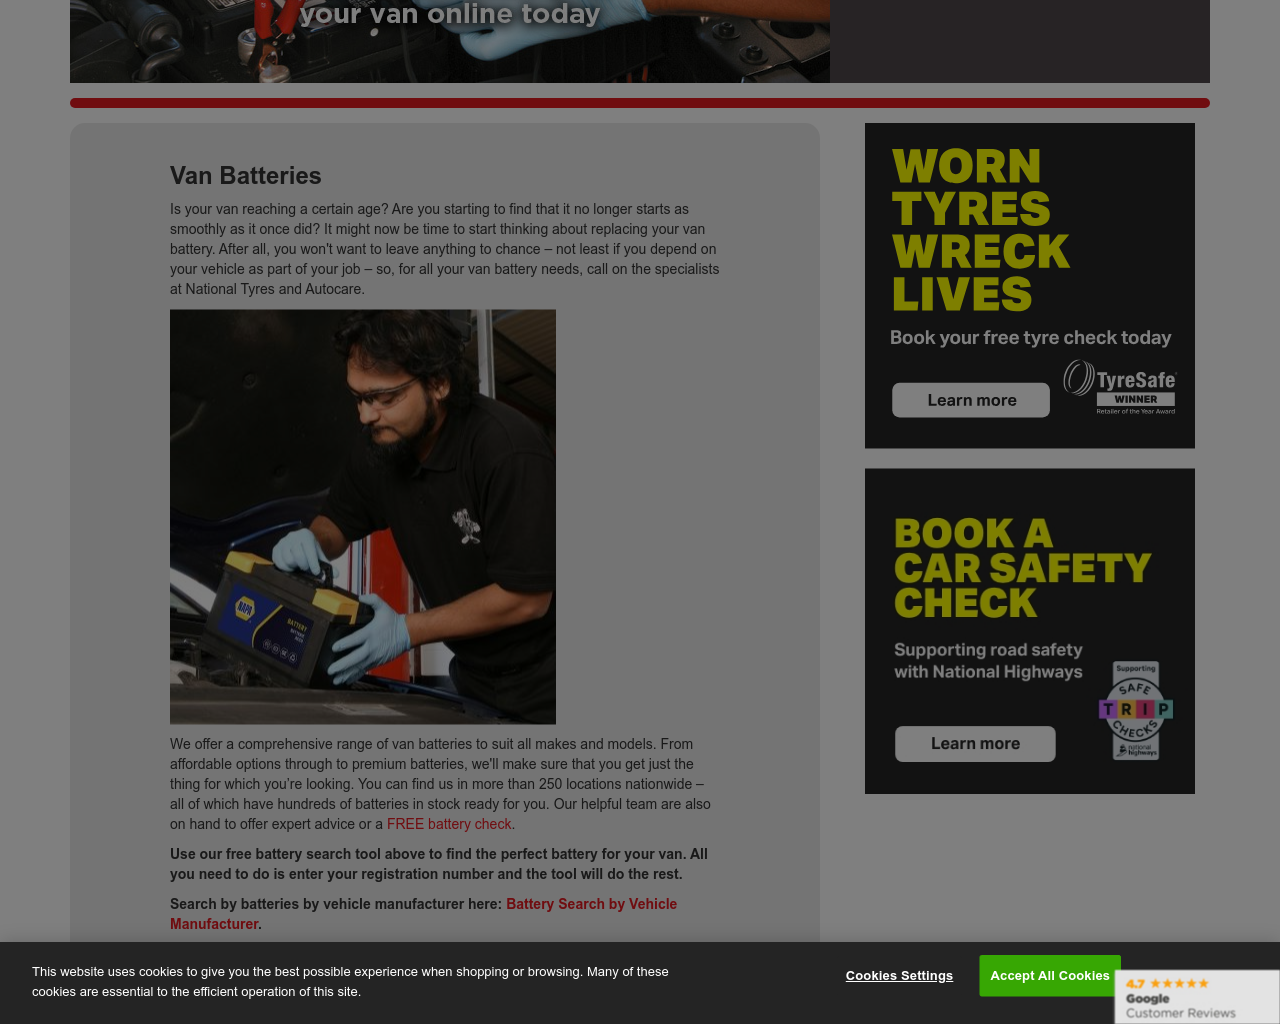 your van online today
Van Batteries
Is your van reaching a certain age? Are you starting to find that it no longer starts as
smoothly as it once did? It might now be time to start thinking about replacing your van
battery. After all, you won't want to leave anything to chance – not least if you depend on
your vehicle as part of your job – so, for all your van battery needs, call on the specialists
at National Tyres and Autocare.
NAPA
BATTERY
We offer a comprehensive range of van batteries to suit all makes and models. From
affordable options through to premium batteries, we'll make sure that you get just the
thing for which you’re looking. You can find us in more than 250 locations nationwide –
all of which have hundreds of batteries in stock ready for you. Our helpful team are also
on hand to offer expert advice or a FREE battery check.
Use our free battery search tool above to find the perfect battery for your van. All
you need to do is enter your registration number and the tool will do the rest.
Search by batteries by vehicle manufacturer here: Battery Search by Vehicle
Manufacturer.
WORN
TYRES
WRECK
LIVES
Book your free tyre check today
Learn more
TyreSafe
WINNER
Retailer of the Year Award
BOOK A
CAR SAFETY
CHECK
Supporting road safety
with National Highways
Learn more
Supporting
SAFE
TRIP
CHECKS
national
highways
This website uses cookies to give you the best possible experience when shopping or browsing. Many of these
cookies are essential to the efficient operation of this site.
Cookies Settings
Accept All Cookies
4.7 ★★★★★
Google
Customer Reviews